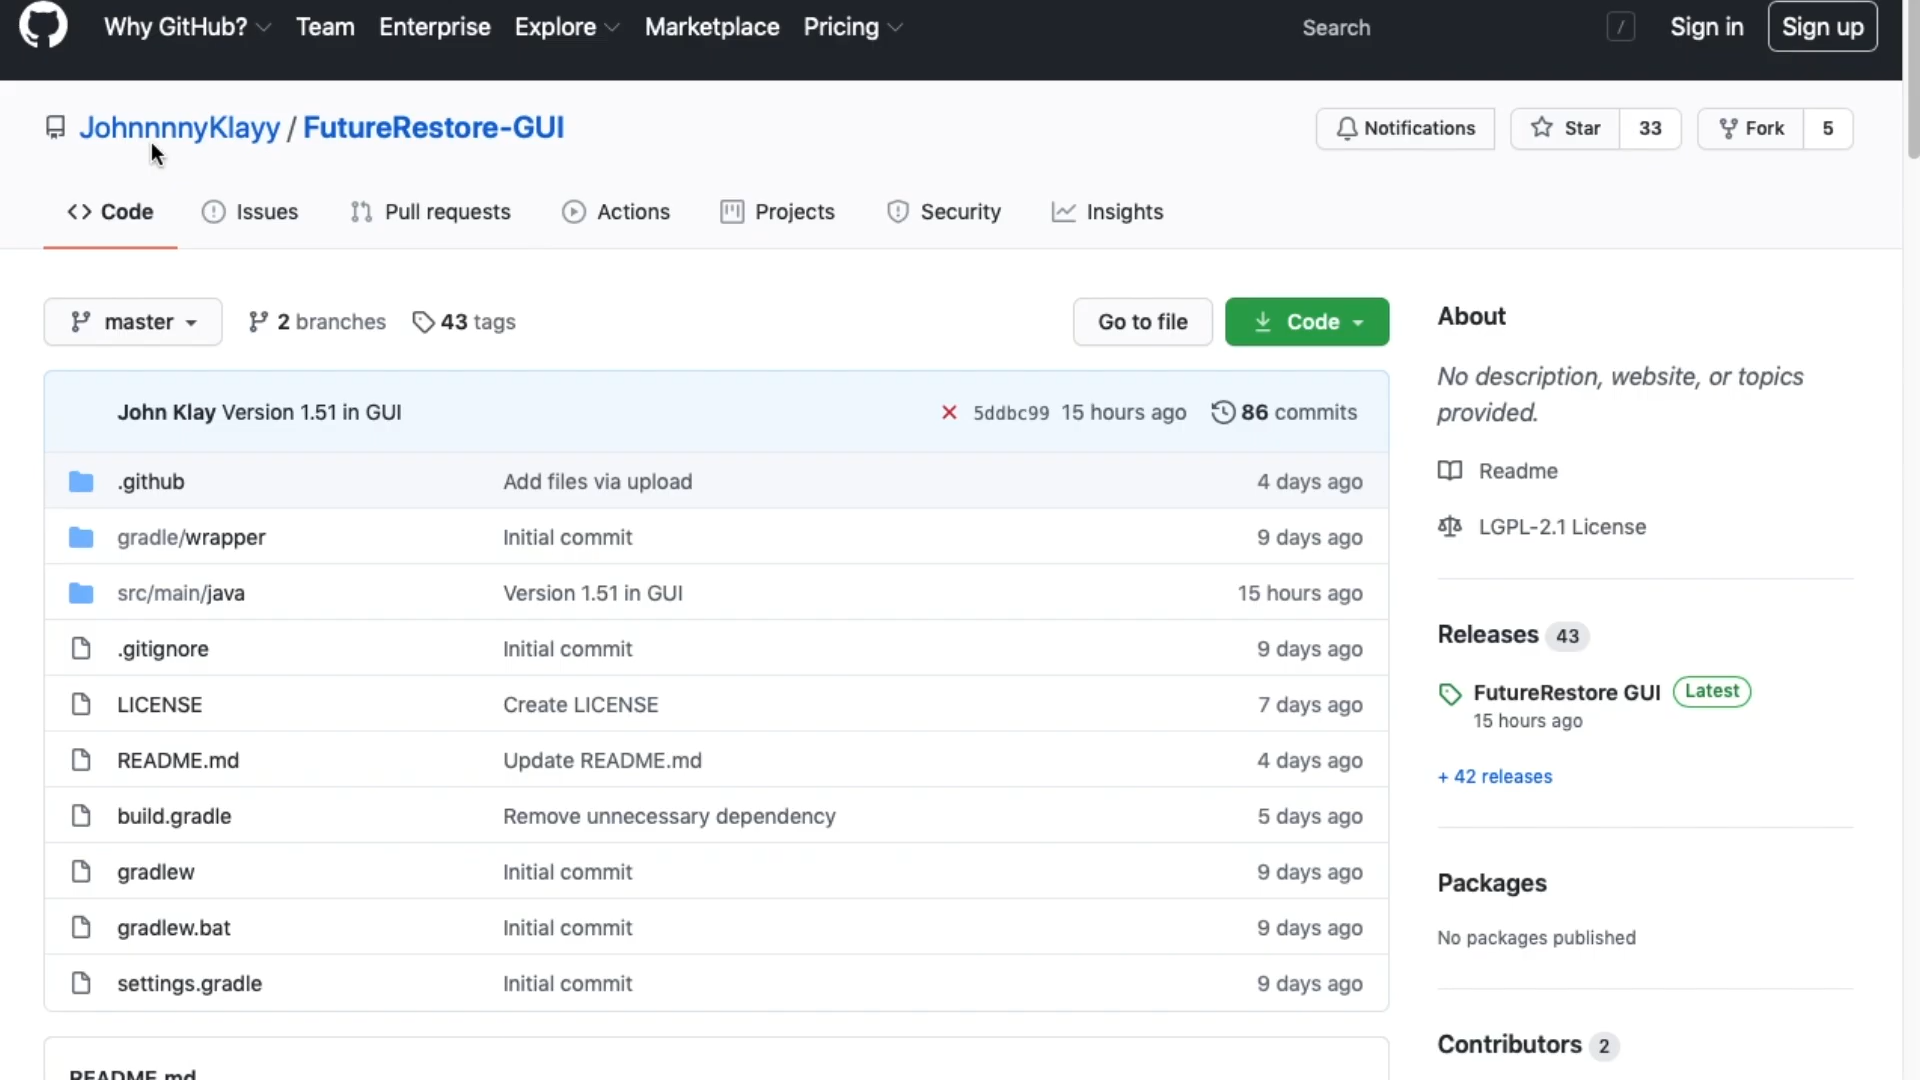 Why GitHub? Team Enterprise Explore Marketplace Pricing Search / Sign in Sign up
JohnnnnyKlayy / FutureRestore-GUI Notifications Star 33 Fork 5
Code Issues Pull requests Actions Projects Security Insights
master 2 branches 43 tags Go to file Code
John Klay Version 1.51 in GUI 5ddbc99 15 hours ago 86 commits
.github Add files via upload 4 days ago
gradle/wrapper Initial commit 9 days ago
src/main/java Version 1.51 in GUI 15 hours ago
.gitignore Initial commit 9 days ago
LICENSE Create LICENSE 7 days ago
README.md Update README.md 4 days ago
build.gradle Remove unnecessary dependency 5 days ago
gradlew Initial commit 9 days ago
gradlew.bat Initial commit 9 days ago
settings.gradle Initial commit 9 days ago
README.md
About
No description, website, or topics
provided.
Readme
LGPL-2.1 License
Releases 43
FutureRestore GUI Latest
15 hours ago
+ 42 releases
Packages
No packages published
Contributors 2